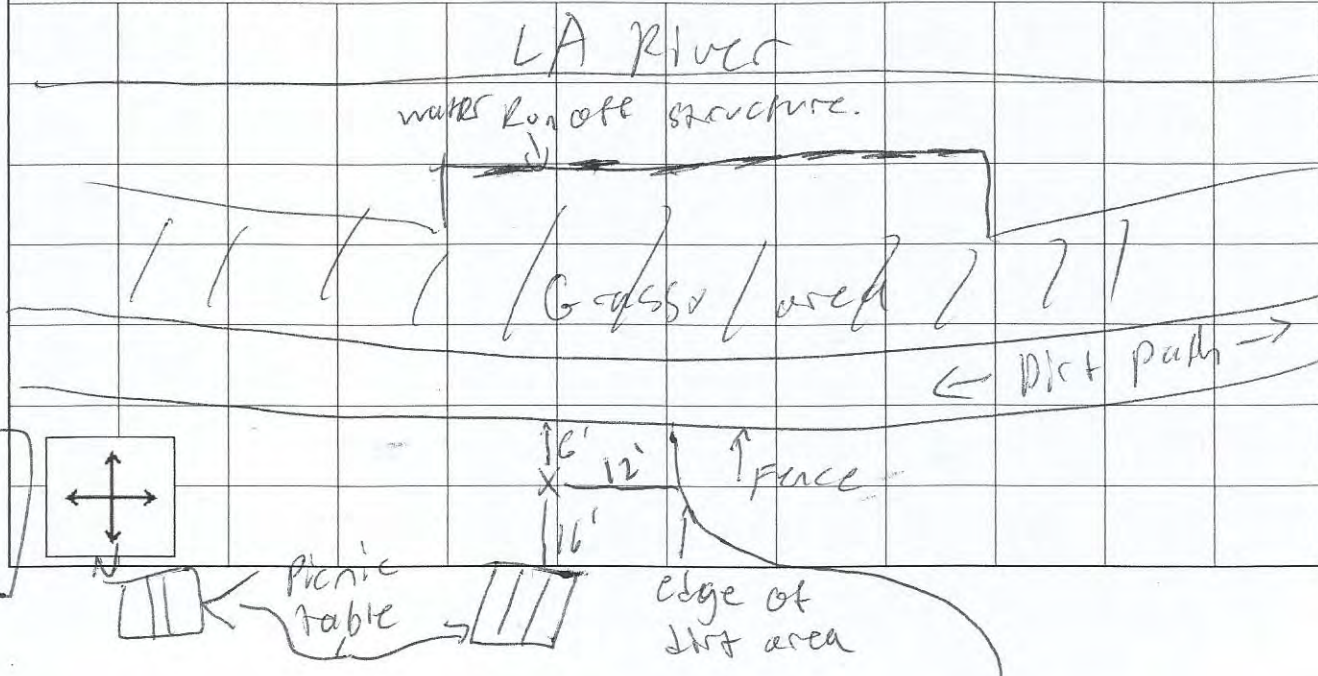 LA River
water Runoff structure.
Grassy area
← Dirt path →
6'
X 12'
↑ Fence
16'
N
Picnic
table
edge of
dirt area